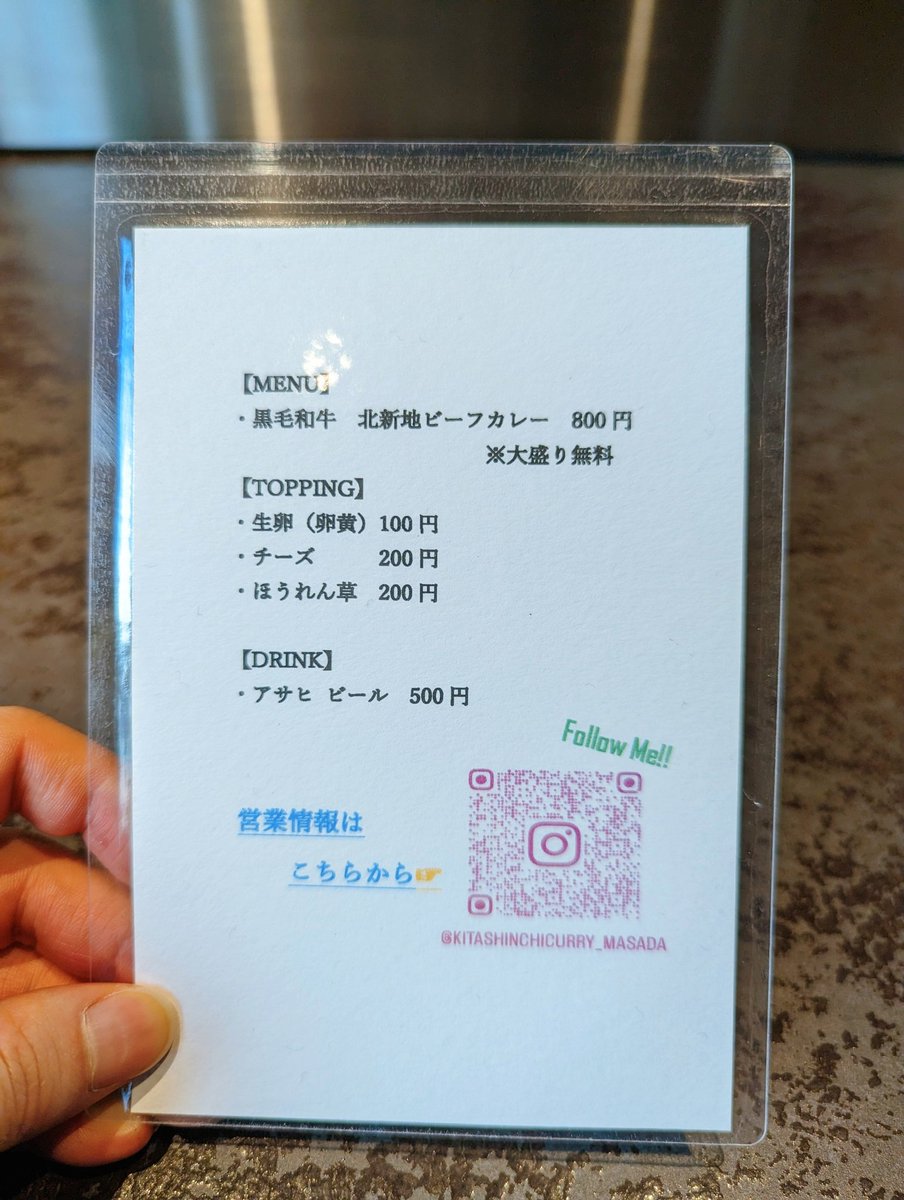 【MENU】
・黒毛和牛　北新地ビーフカレー　800円
※大盛り無料
【TOPPING】
・生卵（卵黄）100円
・チーズ　　　200円
・ほうれん草　200円
【DRINK】
・アサヒ ビール　500円
Follow Me!!
営業情報は
こちらから👉
@KITASHINCHICURRY_MASADA